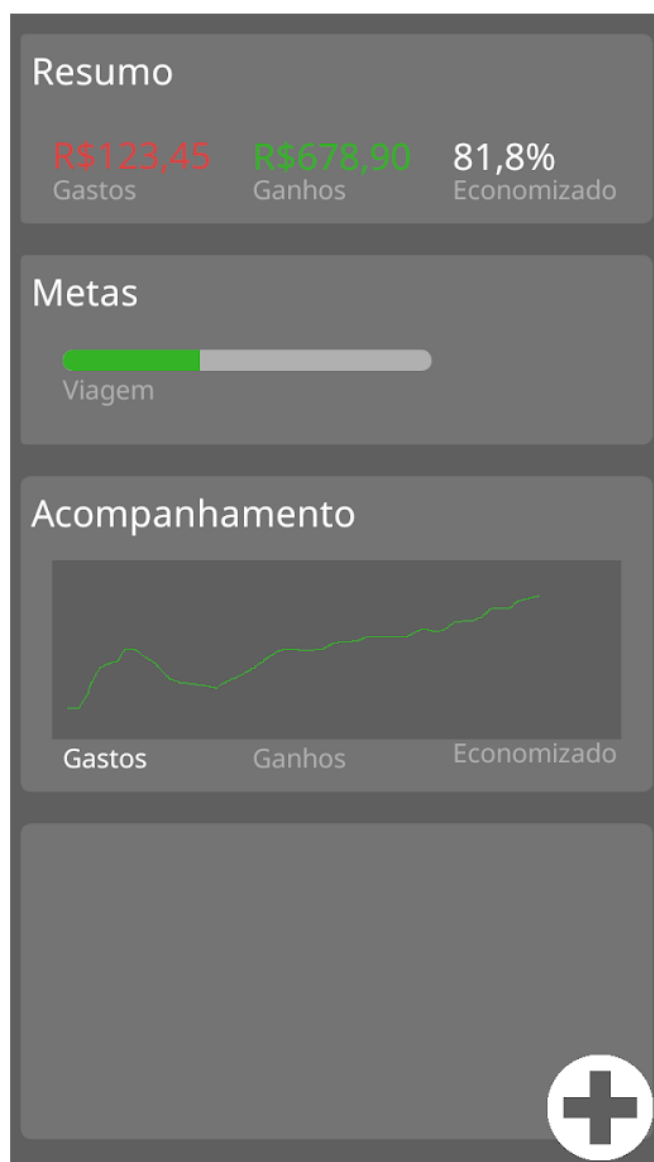 Resumo
R$123,45 R$678,90 81,8%
Gastos Ganhos Economizado
Metas
Viagem
Acompanhamento
Gastos Ganhos Economizado